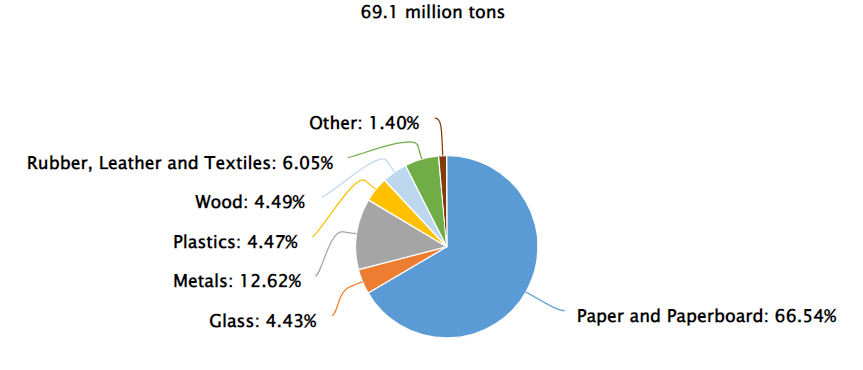 69.1 million tons
Other: 1.40%
Rubber, Leather and Textiles: 6.05%
Wood: 4.49%
Plastics: 4.47%
Metals: 12.62%
Glass: 4.43%
Paper and Paperboard: 66.54%